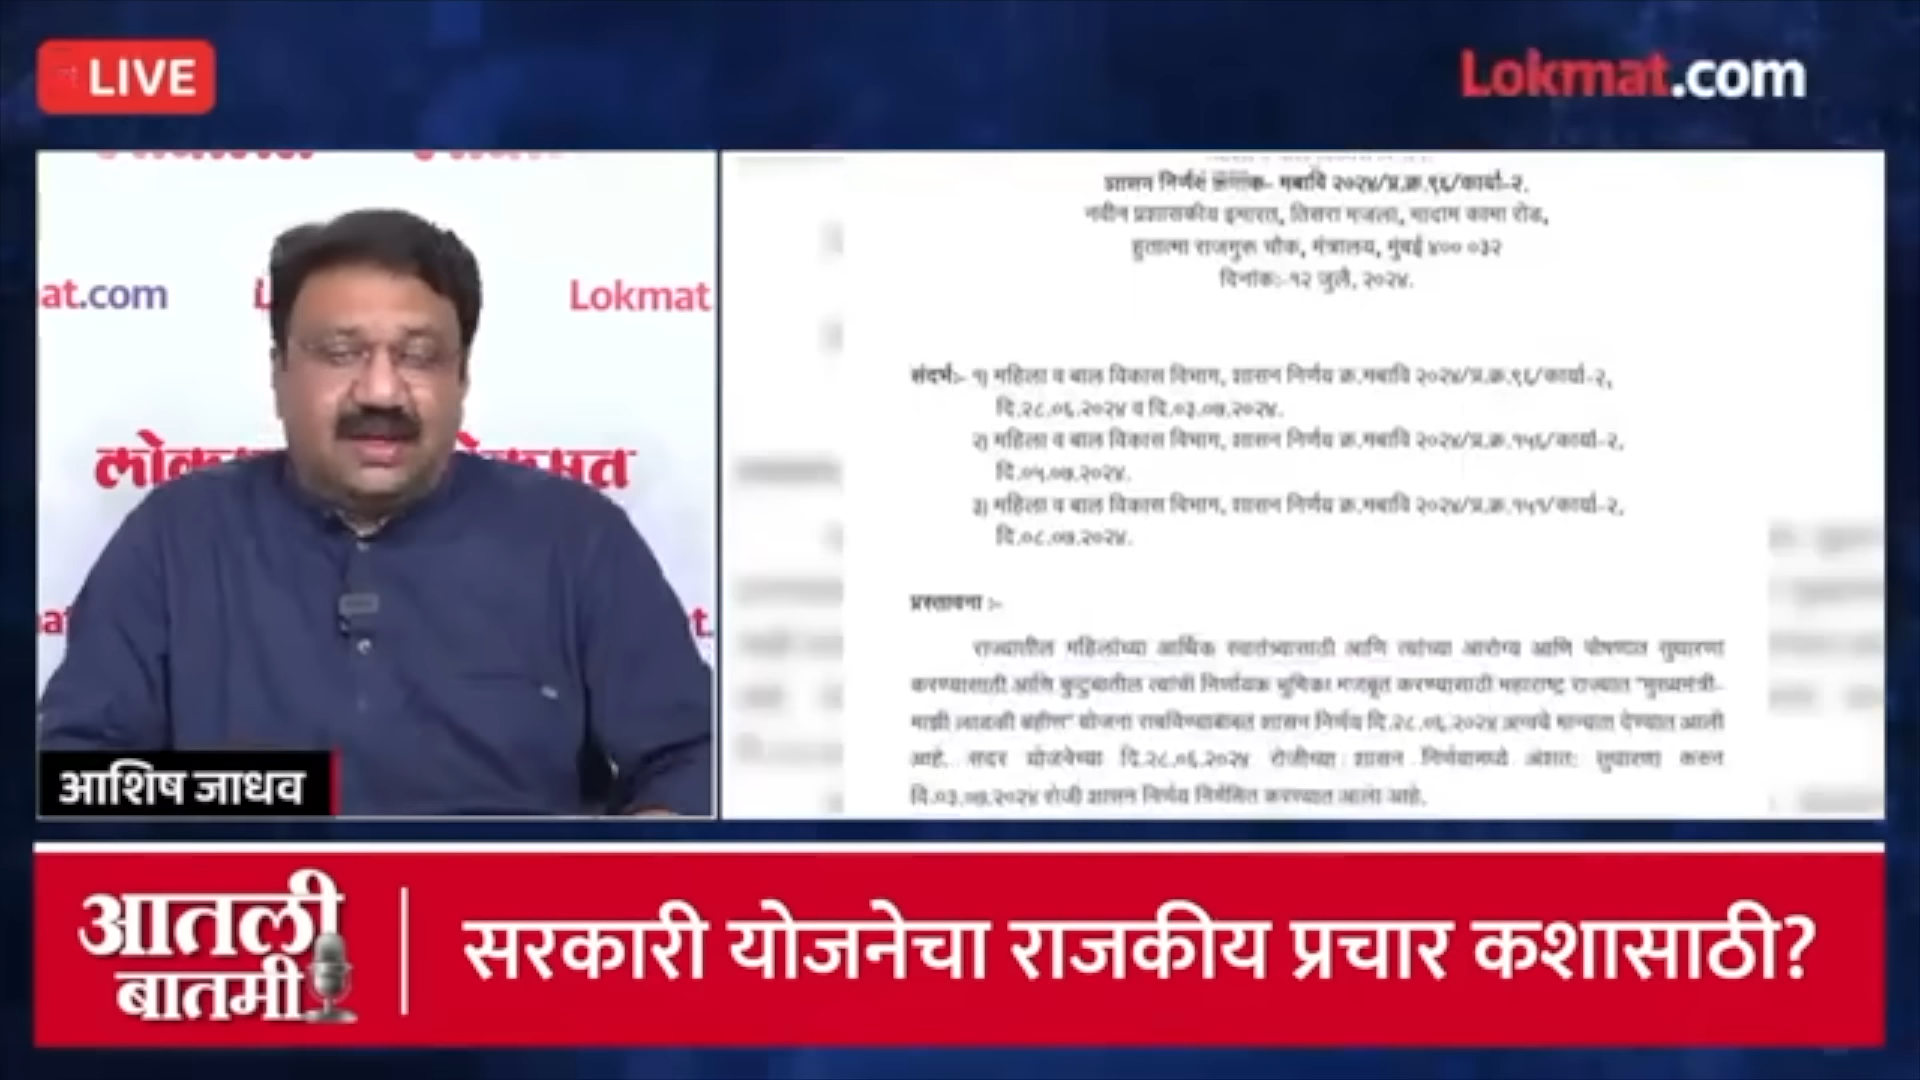 LIVE
Lokmat.com
शासन निर्णय क्रमांक- मबावि २०२४/प्र.क्र.९६/कार्या-२,
नवीन प्रशासकीय इमारत, तिसरा मजला, मादाम कामा रोड,
हुतात्मा राजगुरू चौक, मंत्रालय, मुंबई ४०० ०३२
दिनांक:-१२ जुलै, २०२४.
at.com
Lokmat
संदर्भ:- १) महिला व बाल विकास विभाग, शासन निर्णय क्र.मबावि २०२४/प्र.क्र.९६/कार्या-२,
दि.२८.०६.२०२४ व दि.०३.०७.२०२४.
२) महिला व बाल विकास विभाग, शासन निर्णय क्र.मबावि २०२४/प्र.क्र.१५६/कार्या-२,
दि.०५.०७.२०२४.
३) महिला व बाल विकास विभाग, शासन निर्णय क्र.मबावि २०२४/प्र.क्र.१५१/कार्या-२,
दि.०८.०७.२०२४.
प्रस्तावना :-
राज्यातील महिलांच्या आर्थिक स्वातंत्र्यासाठी आणि त्यांच्या आरोग्य आणि पोषणात सुधारणा
करण्यासाठी आणि कुटुंबातील त्यांची निर्णायक भूमिका मजबूत करण्यासाठी महाराष्ट्र राज्यात "मुख्यमंत्री-
माझी लाडकी बहीण" योजना राबविण्याबाबत शासन निर्णय दि.२८.०६.२०२४ अन्वये मान्यता देण्यात आली
आहे. सदर योजनेच्या दि.२८.०६.२०२४ रोजीच्या शासन निर्णयामध्ये अंशत: सुधारणा करुन
दि.०३.०७.२०२४ रोजी शासन निर्णय निर्गमित करण्यात आला आहे.
आशिष जाधव
आतली
बातमी
सरकारी योजनेचा राजकीय प्रचार कशासाठी?